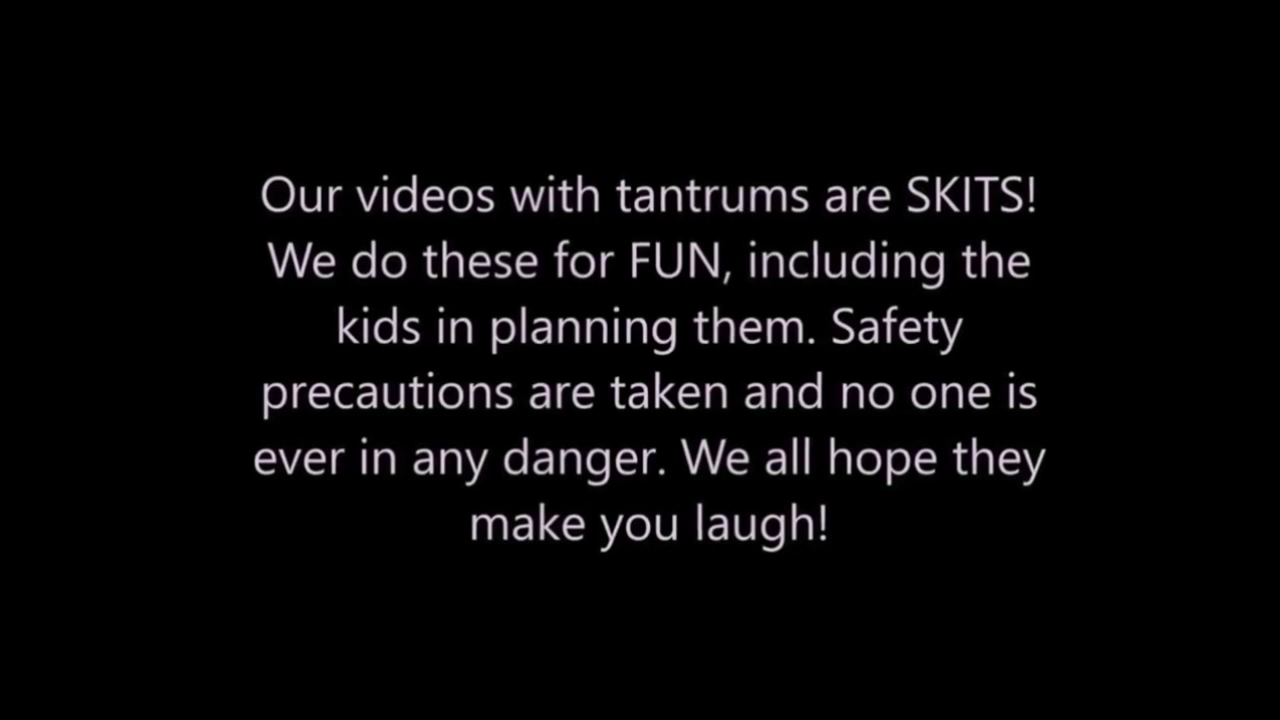 Our videos with tantrums are SKITS!
We do these for FUN, including the
kids in planning them. Safety
precautions are taken and no one is
ever in any danger. We all hope they
make you laugh!